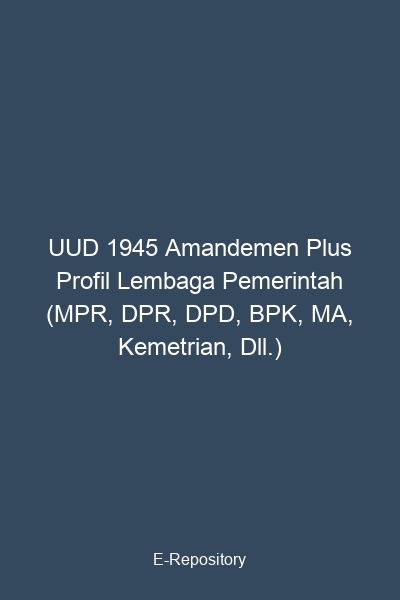 UUD 1945 Amandemen Plus
Profil Lembaga Pemerintah
(MPR, DPR, DPD, BPK, MA,
Kemetrian, Dll.)
E-Repository